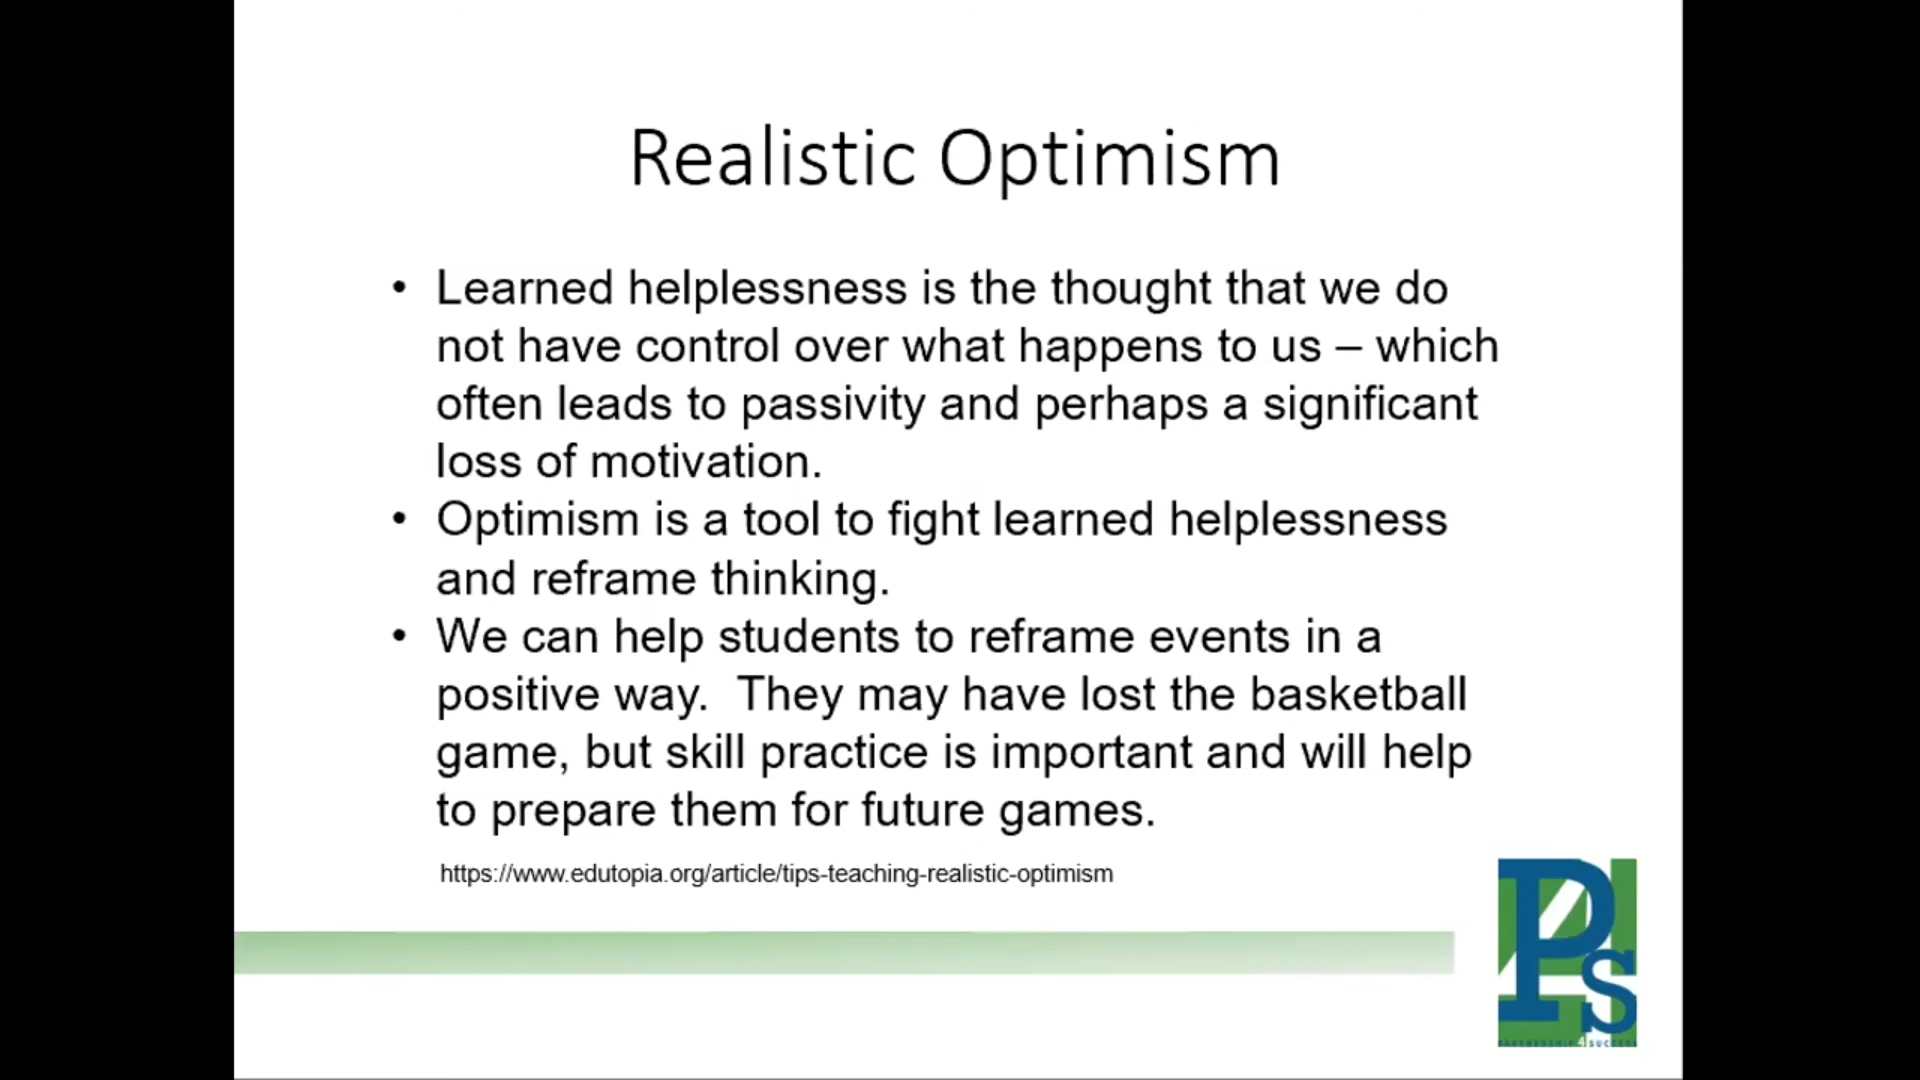 Realistic Optimism
• Learned helplessness is the thought that we do
not have control over what happens to us – which
often leads to passivity and perhaps a significant
loss of motivation.
• Optimism is a tool to fight learned helplessness
and reframe thinking.
• We can help students to reframe events in a
positive way.  They may have lost the basketball
game, but skill practice is important and will help
to prepare them for future games.
https://www.edutopia.org/article/tips-teaching-realistic-optimism
P4S
PARTNERSHIP 4 SUCCESS